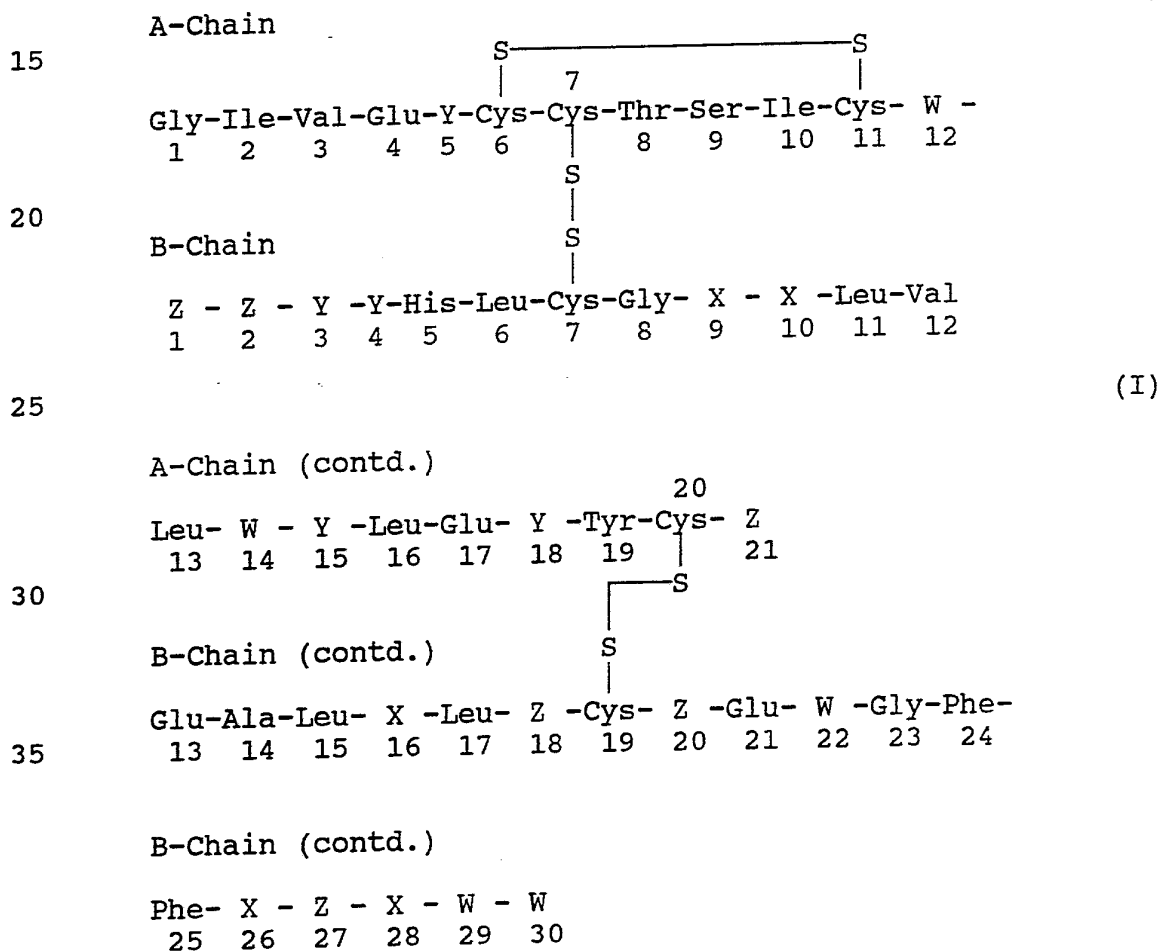 A-Chain
15 S S
7
Gly-Ile-Val-Glu-Y-Cys-Cys-Thr-Ser-Ile-Cys- W -
1 2 3 4 5 6 8 9 10 11 12
S
20 S
B-Chain
Z - Z - Y -Y-His-Leu-Cys-Gly- X - X -Leu-Val
1 2 3 4 5 6 7 8 9 10 11 12
25 (I)
A-Chain (contd.)
20
Leu- W - Y -Leu-Glu- Y -Tyr-Cys- Z
13 14 15 16 17 18 19 21
30 S
S
B-Chain (contd.)
Glu-Ala-Leu- X -Leu- Z -Cys- Z -Glu- W -Gly-Phe-
35 13 14 15 16 17 18 19 20 21 22 23 24
B-Chain (contd.)
Phe- X - Z - X - W - W
25 26 27 28 29 30